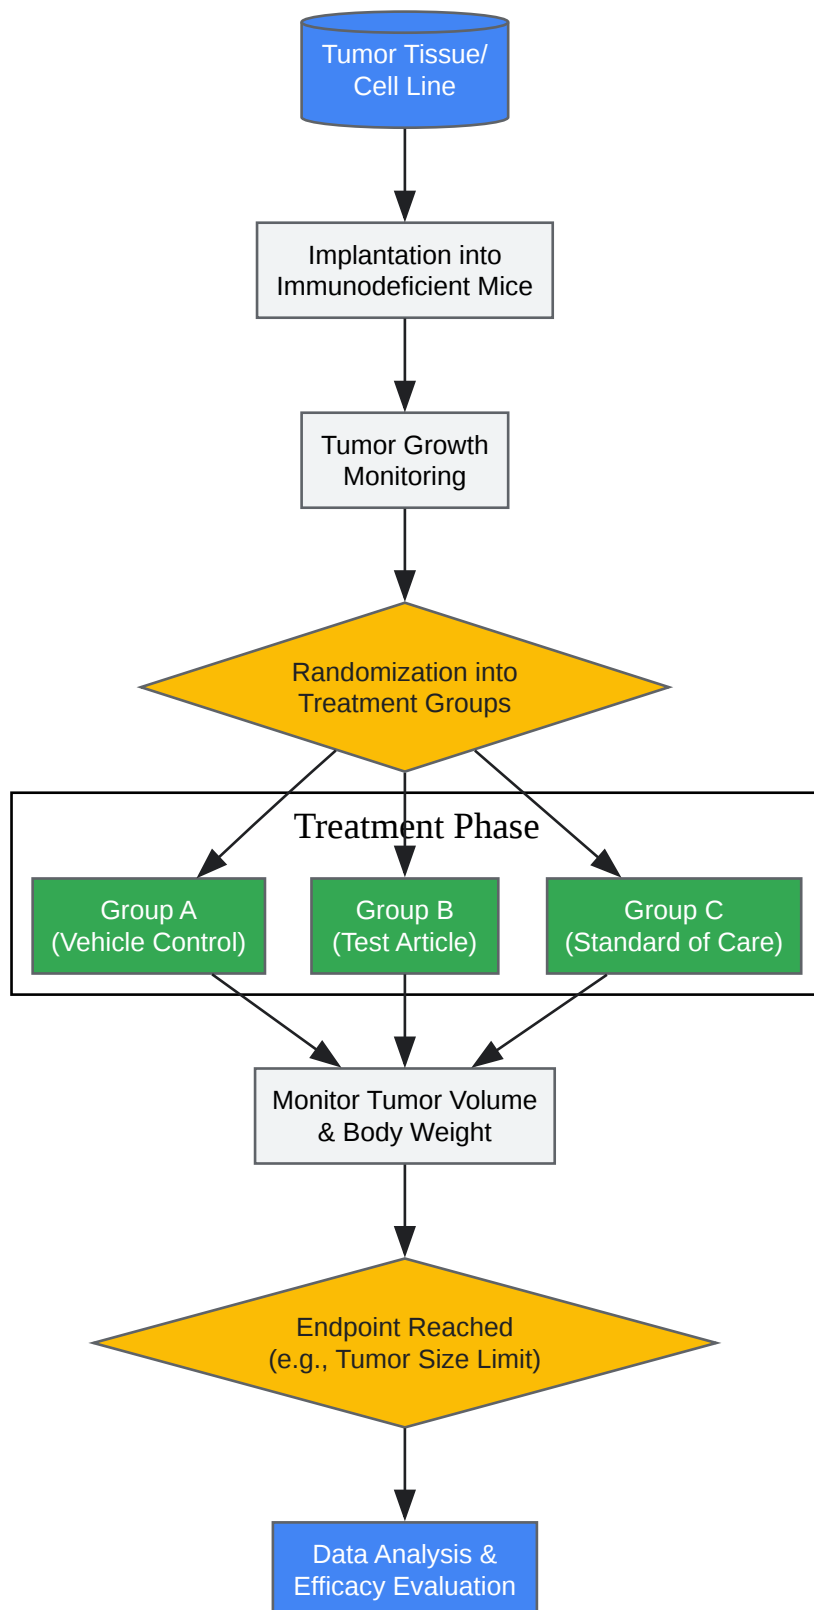 Tumor Tissue/
Cell Line
Implantation into
Immunodeficient Mice
Tumor Growth
Monitoring
Randomization into
Treatment Groups
Treatment Phase
Group A
(Vehicle Control)
Group B
(Test Article)
Group C
(Standard of Care)
Monitor Tumor Volume
& Body Weight
Endpoint Reached
(e.g., Tumor Size Limit)
Data Analysis &
Efficacy Evaluation